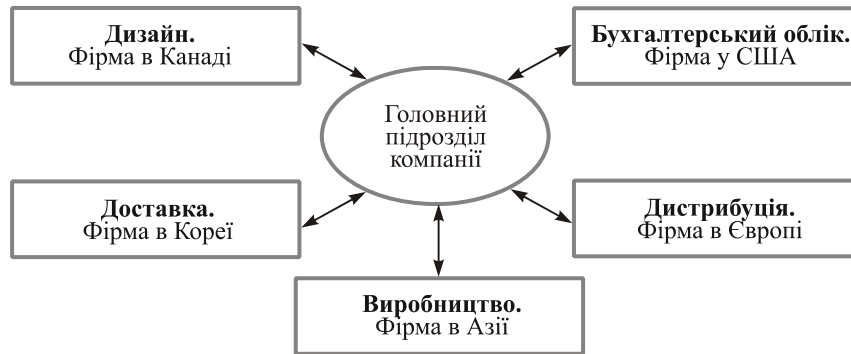 Дизайн.
Фірма в Канаді
Бухгалтерський облік.
Фірма у США
Головний
підрозділ
компанії
Доставка.
Фірма в Кореї
Дистрибуція.
Фірма в Європі
Виробництво.
Фірма в Азії